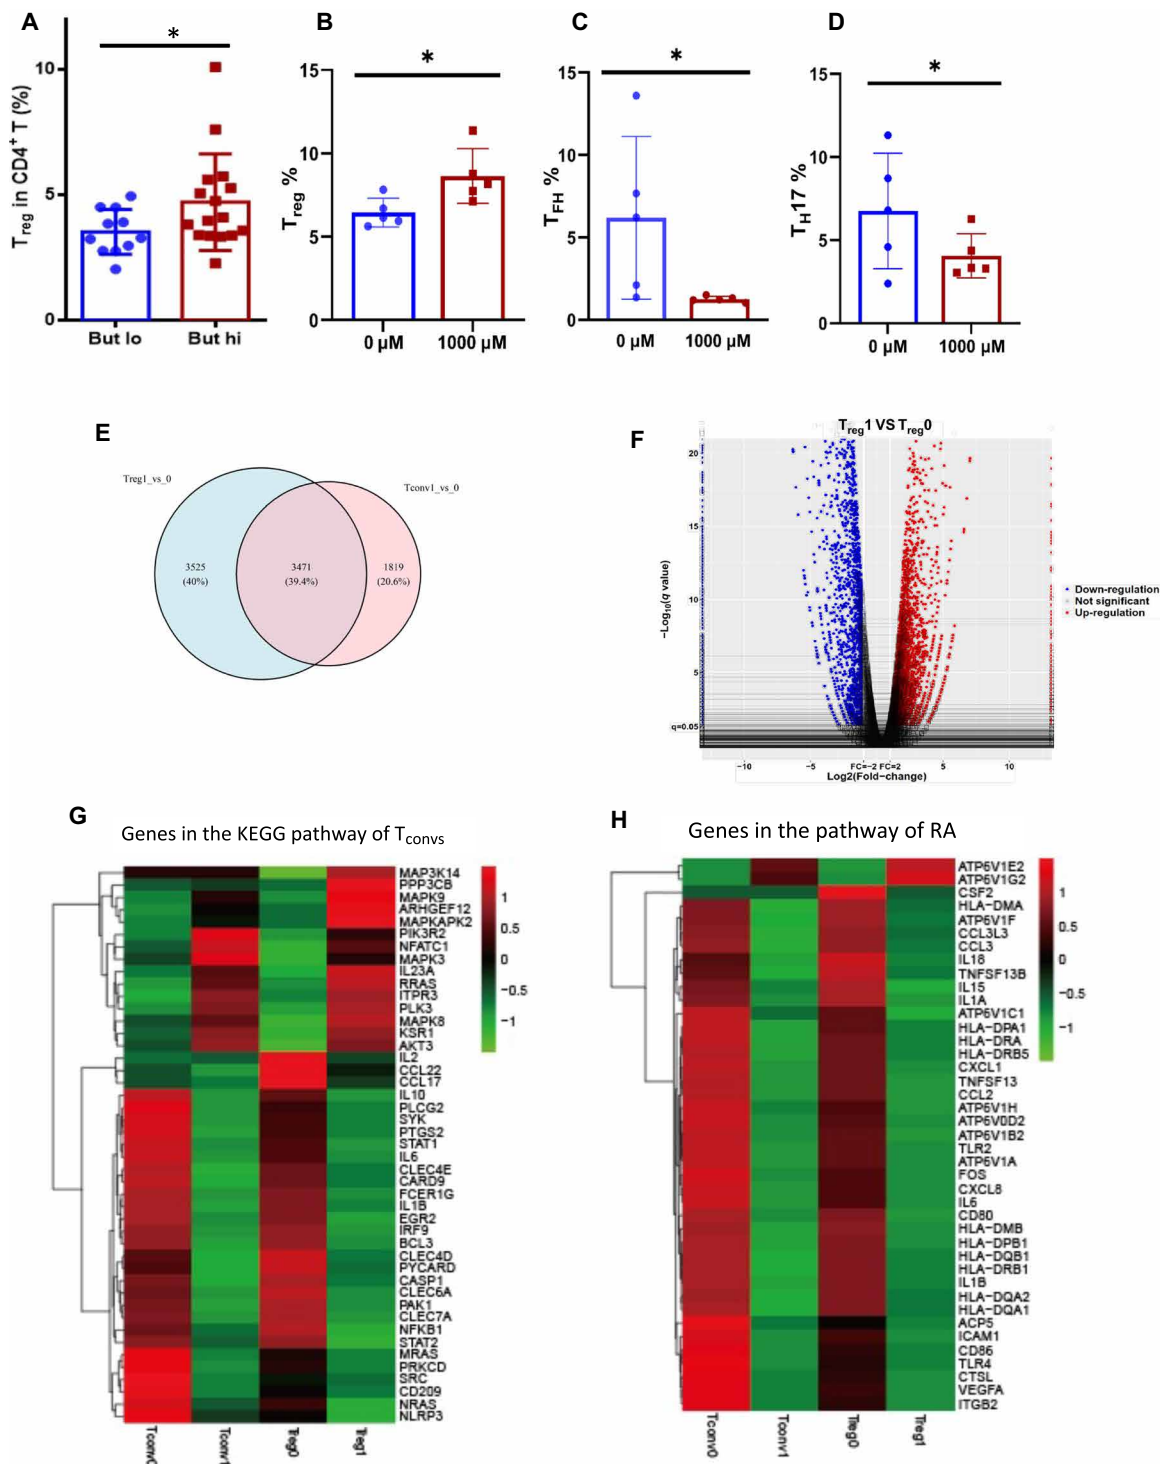 A
*
Treg in CD4+ T (%)
10
5
0
But lo
But hi
B
*
Treg %
15
10
5
0
0 µM
1000 µM
C
*
TFH %
15
10
5
0
0 µM
1000 µM
D
*
TH17 %
15
10
5
0
0 µM
1000 µM
E
Treg1_vs_0
Tconv1_vs_0
3525
(40%)
3471
(39.4%)
1819
(20.6%)
F
Treg1 VS Treg0
−Log10(q value)
20
15
10
5
q=0.05
−10
−5
FC=−2 FC=2
5
10
Log2(Fold−change)
Down-regulation
Not significant
Up-regulation
G
Genes in the KEGG pathway of Tconvs
MAP3K14
PPP3CB
MAPK9
ARHGEF12
MAPKAPK2
PIK3R2
NFATC1
MAPK3
IL23A
RRAS
ITPR3
PLK3
MAPK8
KSR1
AKT3
IL2
CCL22
CCL17
IL10
PLCG2
SYK
PTGS2
STAT1
IL6
CLEC4E
CARD9
FCER1G
IL1B
EGR2
IRF9
BCL3
CLEC4D
PYCARD
CASP1
CLEC6A
PAK1
CLEC7A
NFKB1
STAT2
MRAS
PRKCD
SRC
CD209
NRAS
NLRP3
1
0.5
0
−0.5
−1
Tconv0
Tconv1
Treg0
Treg1
H
Genes in the pathway of RA
ATP6V1E2
ATP6V1G2
CSF2
HLA−DMA
ATP6V1F
CCL3L3
CCL3
IL18
TNFSF13B
IL15
IL1A
ATP6V1C1
HLA−DPA1
HLA−DRA
HLA−DRB5
CXCL1
TNFSF13
CCL2
ATP6V1H
ATP6V0D2
ATP6V1B2
TLR2
ATP6V1A
FOS
CXCL8
IL6
CD80
HLA−DMB
HLA−DPB1
HLA−DQB1
HLA−DRB1
IL1B
HLA−DQA2
HLA−DQA1
ACP5
ICAM1
CD86
TLR4
CTSL
VEGFA
ITGB2
1
0.5
0
−0.5
−1
Tconv0
Tconv1
Treg0
Treg1